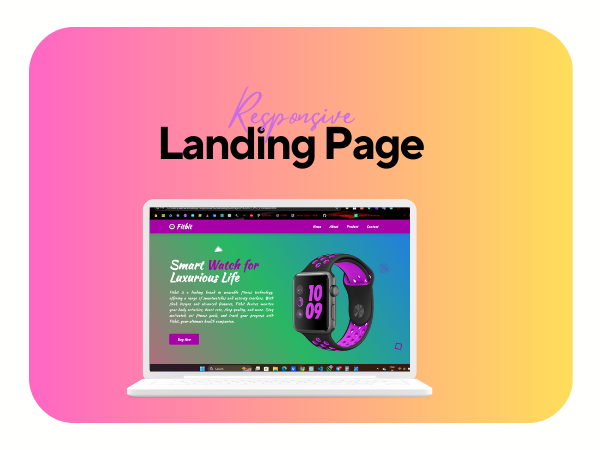 Responsive
Landing Page
Fitbit
Home About Product Contact
Smart Watch for
Luxurious Life
Fitbit is a leading brand in wearable fitness technology,
offering a range of smartwatches and activity trackers. With
sleek designs and advanced features, Fitbit devices monitor
your body activities, heart rate, sleep quality, and more. Stay
motivated, set fitness goals, and track your progress with
Fitbit, your ultimate health companion.
Buy Now
10
09
Search